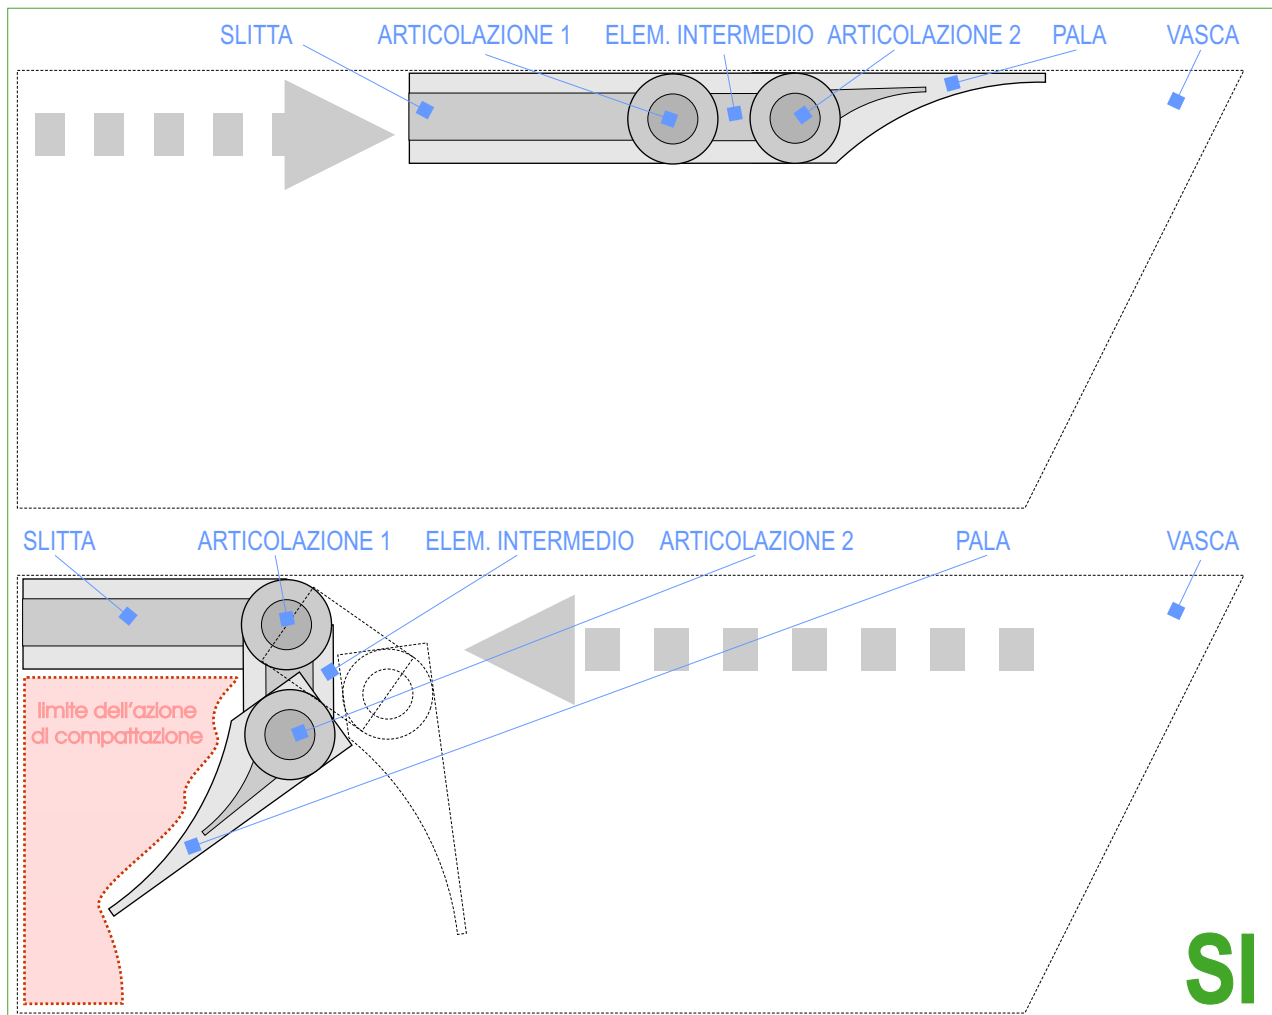 SLITTA ARTICOLAZIONE 1 ELEM. INTERMEDIO ARTICOLAZIONE 2 PALA VASCA
SLITTA ARTICOLAZIONE 1 ELEM. INTERMEDIO ARTICOLAZIONE 2 PALA VASCA
limite dell'azione
di compattazione
SI